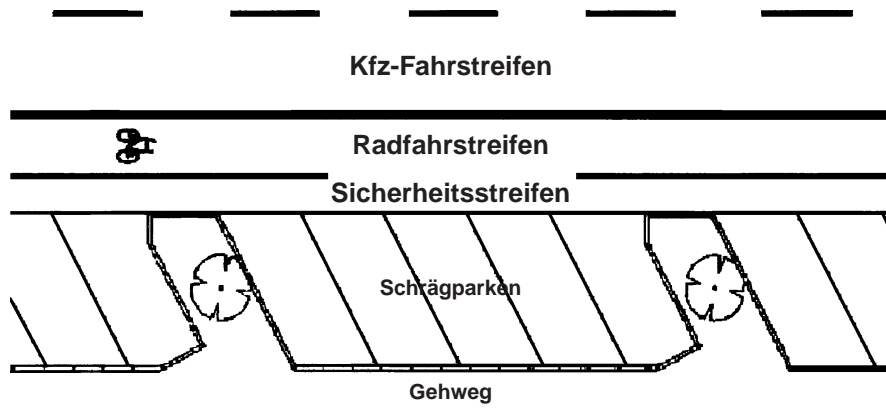 Kfz-Fahrstreifen
Radfahrstreifen
Sicherheitsstreifen
Schrägparken
Gehweg